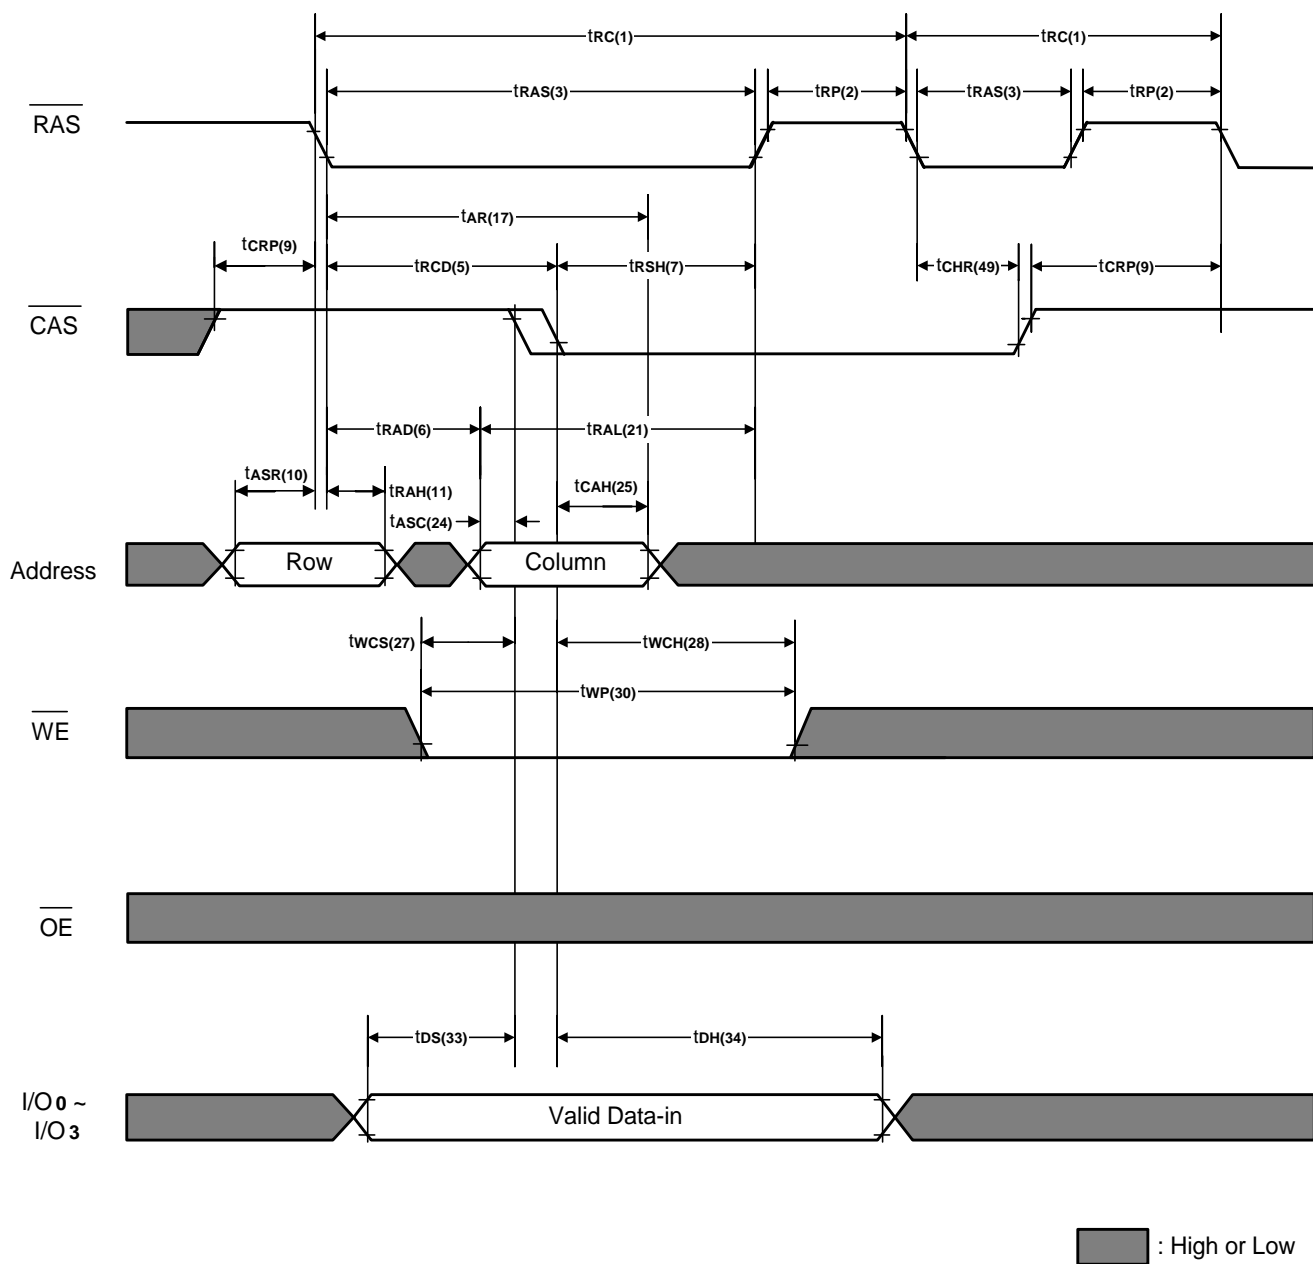 tRC(1) tRC(1)
tRAS(3) tRP(2) tRAS(3) tRP(2)
RAS
tAR(17)
tCRP(9)
tRCD(5) tRSH(7) tCHR(49) tCRP(9)
CAS
tRAD(6) tRAL(21)
tASR(10) tRAH(11) tCAH(25)
tASC(24)
Address Row Column
tWCS(27) tWCH(28)
tWP(30)
WE
OE
tDS(33) tDH(34)
I/O 0 ~
I/O 3
Valid Data-in
: High or Low